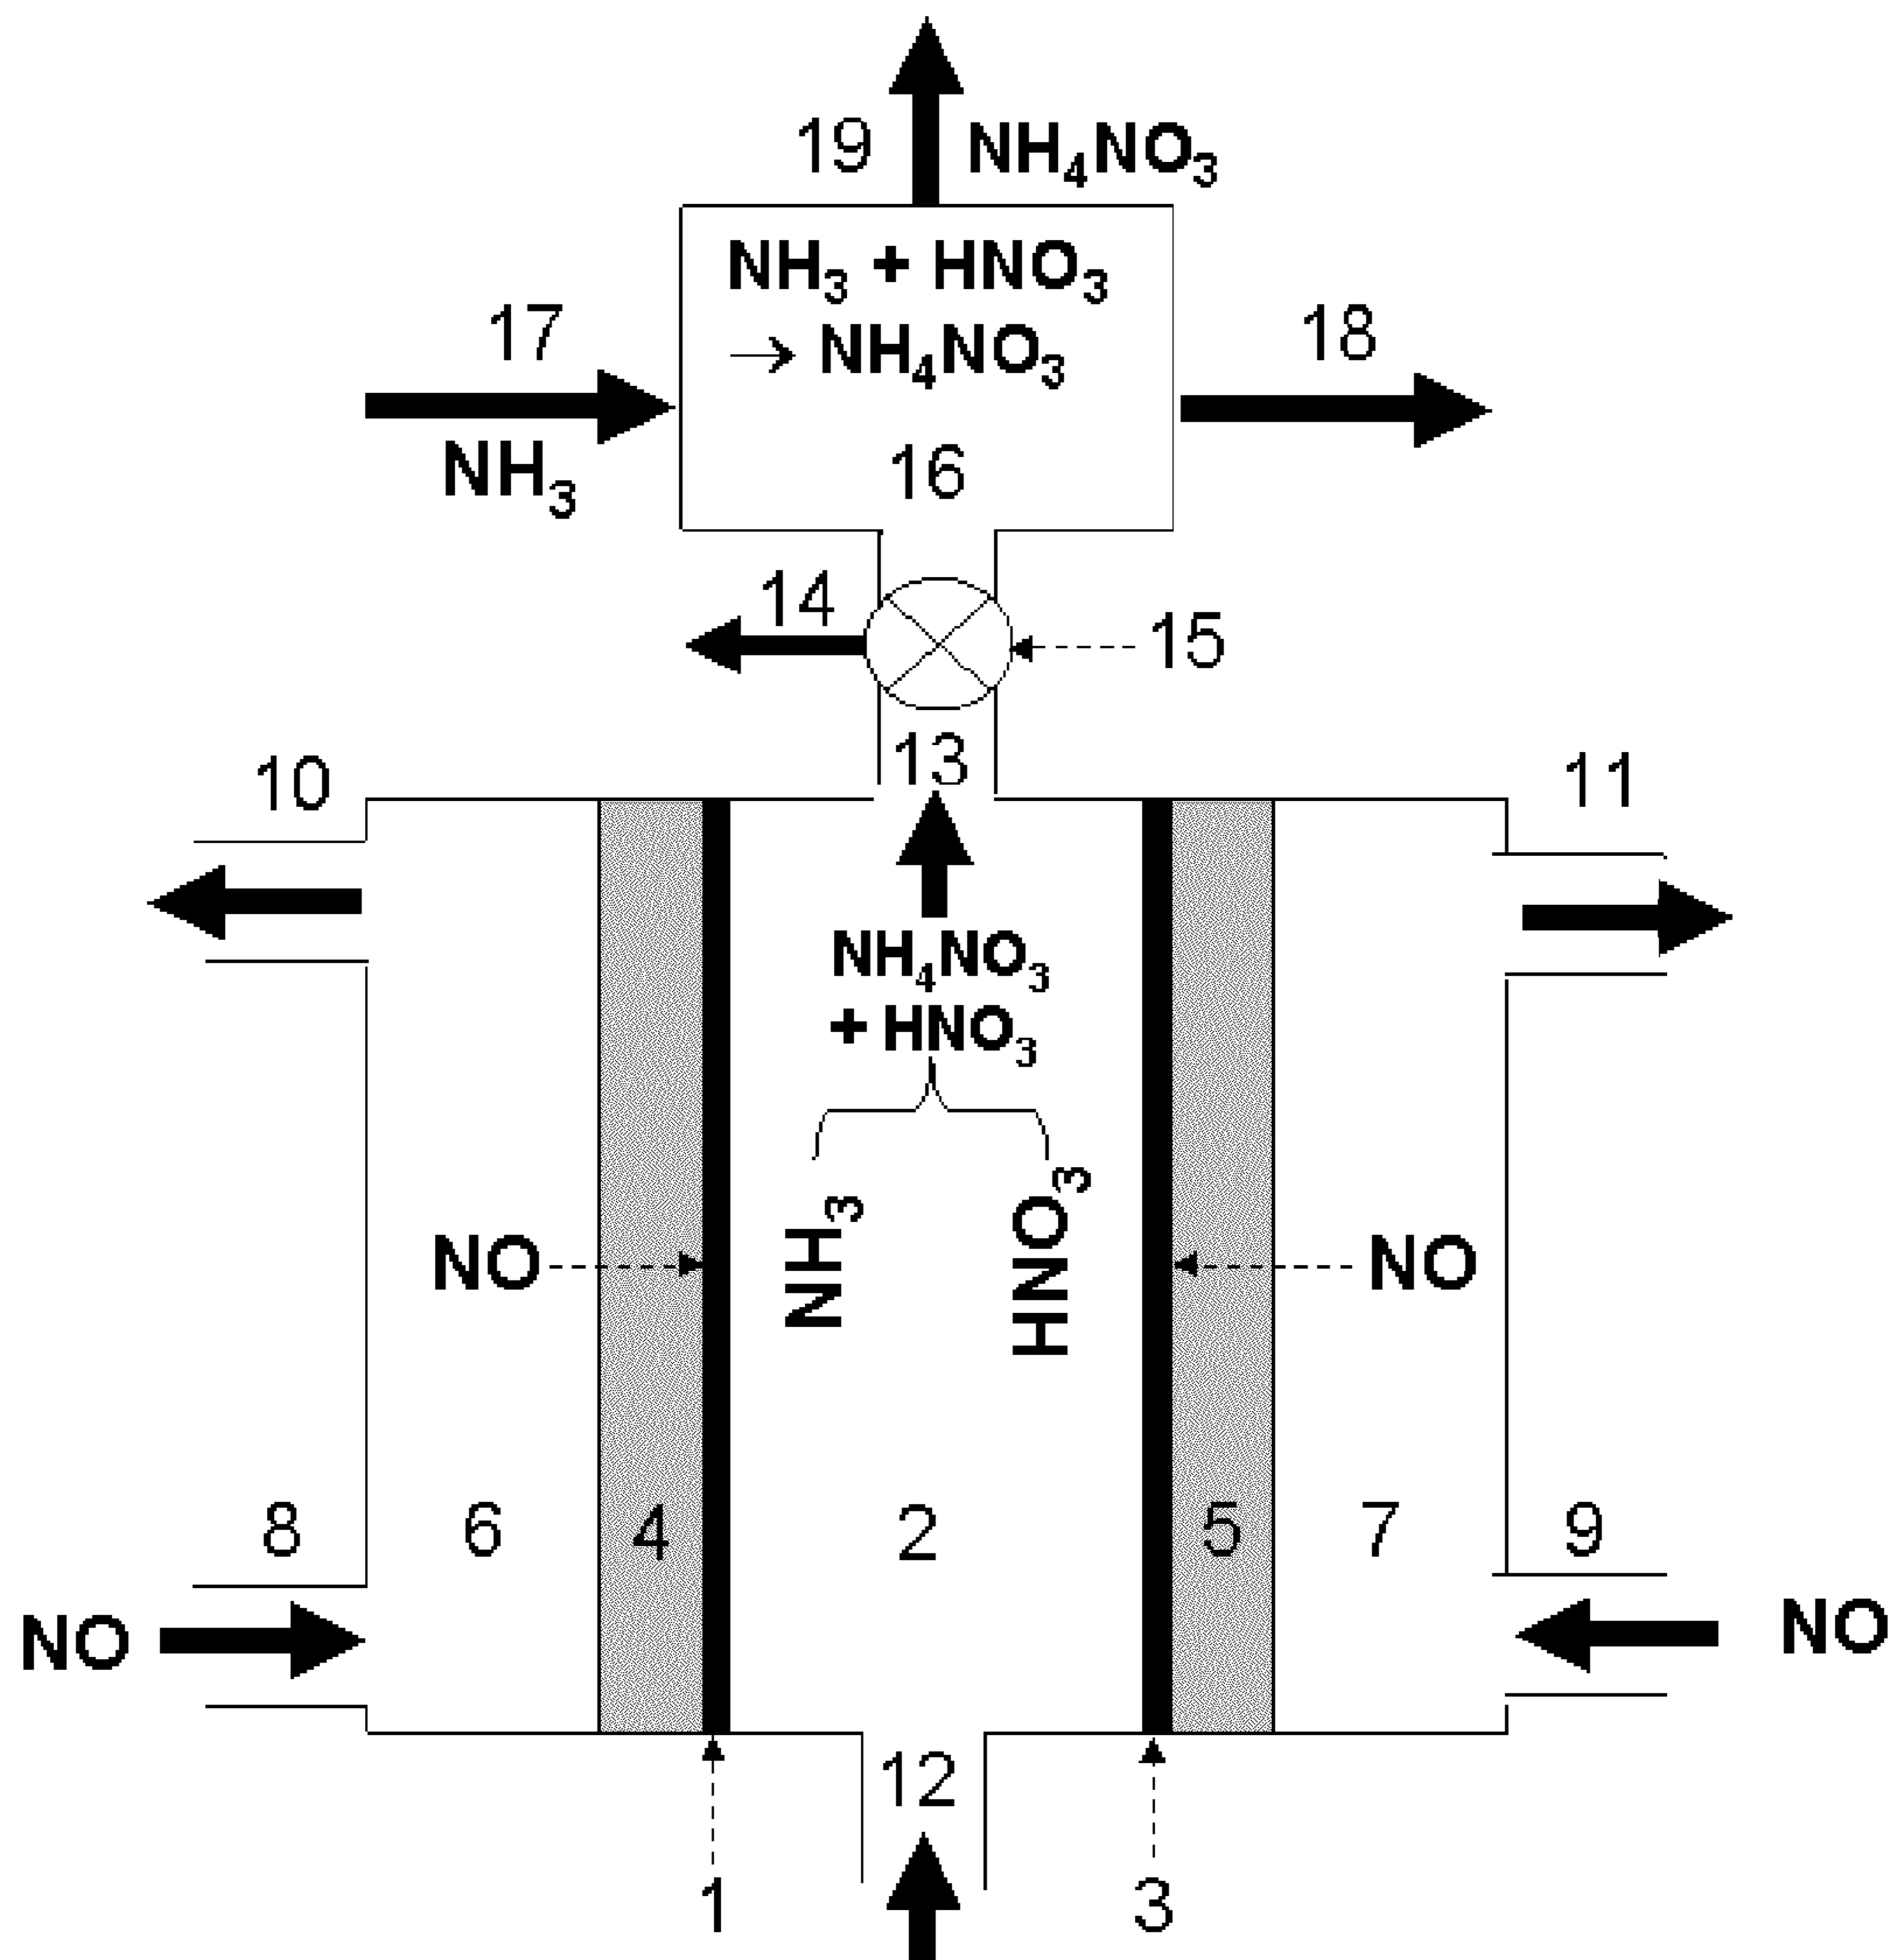 19 NH₄NO₃
NH₃ + HNO₃
→ NH₄NO₃
17
18
NH₃
16
14
15
13
10
11
NH₄NO₃
+ HNO₃
NH₃
HNO₃
NO
NO
8 6 4 2 5 7 9
NO
NO
12
1
3